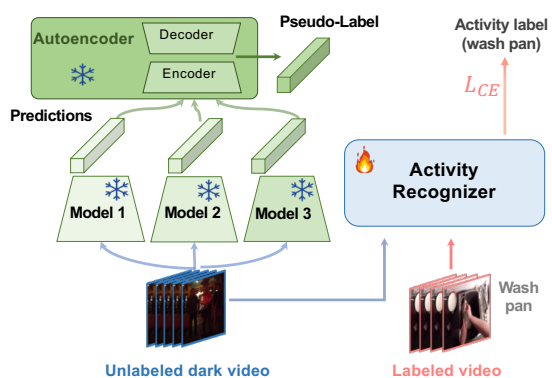 Pseudo-Label
Autoencoder
Decoder
Encoder
Predictions
Model 1
Model 2
Model 3
Activity label
(wash pan)
L_CE
Activity
Recognizer
Wash
pan
Unlabeled dark video
Labeled video